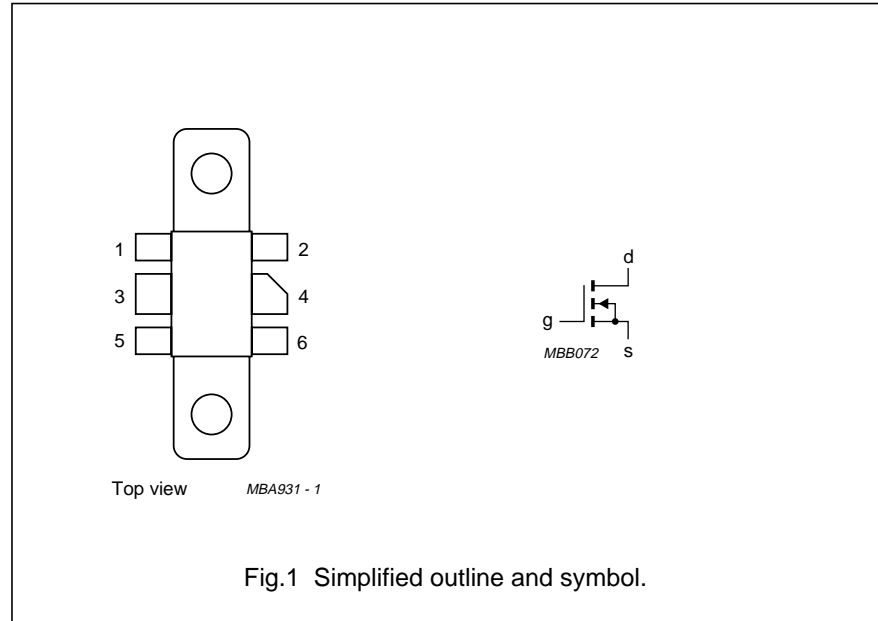 1
2
3
4
5
6
Top view
MBA931 - 1
d
g
MBB072
s
Fig.1 Simplified outline and symbol.